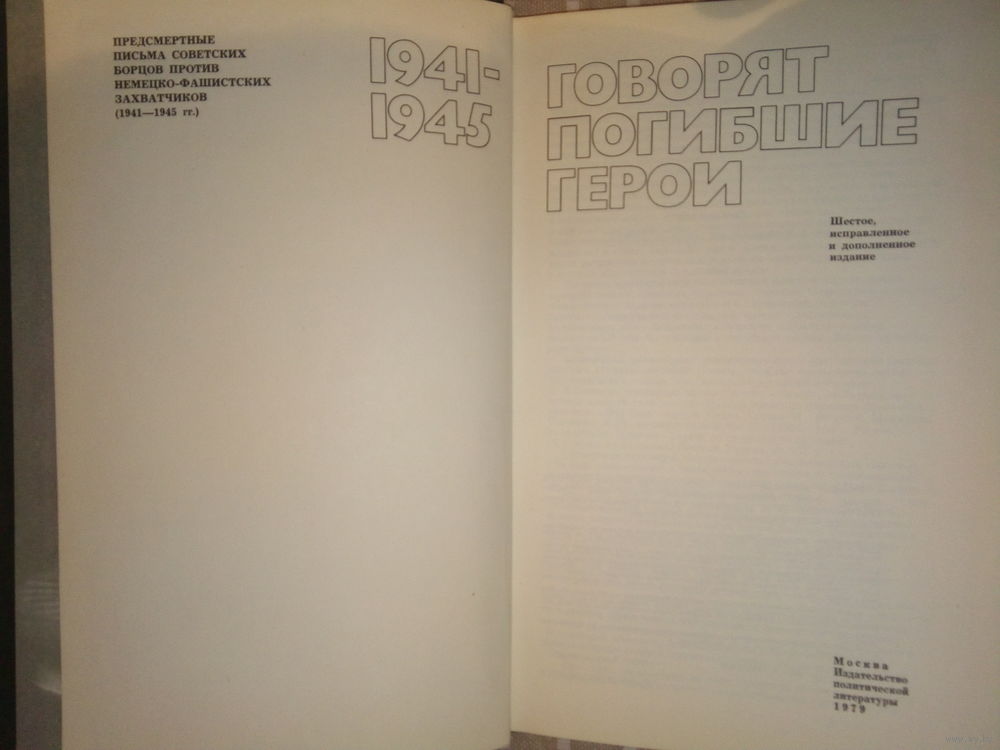 ПРЕДСМЕРТНЫЕ
ПИСЬМА СОВЕТСКИХ
БОРЦОВ ПРОТИВ
НЕМЕЦКО-ФАШИСТСКИХ
ЗАХВАТЧИКОВ
(1941—1945 гг.)
1941-
1945
ГОВОРЯТ
ПОГИБШИЕ
ГЕРОИ
Шестое,
исправленное
и дополненное
издание
Москва
Издательство
политической
литературы
1979